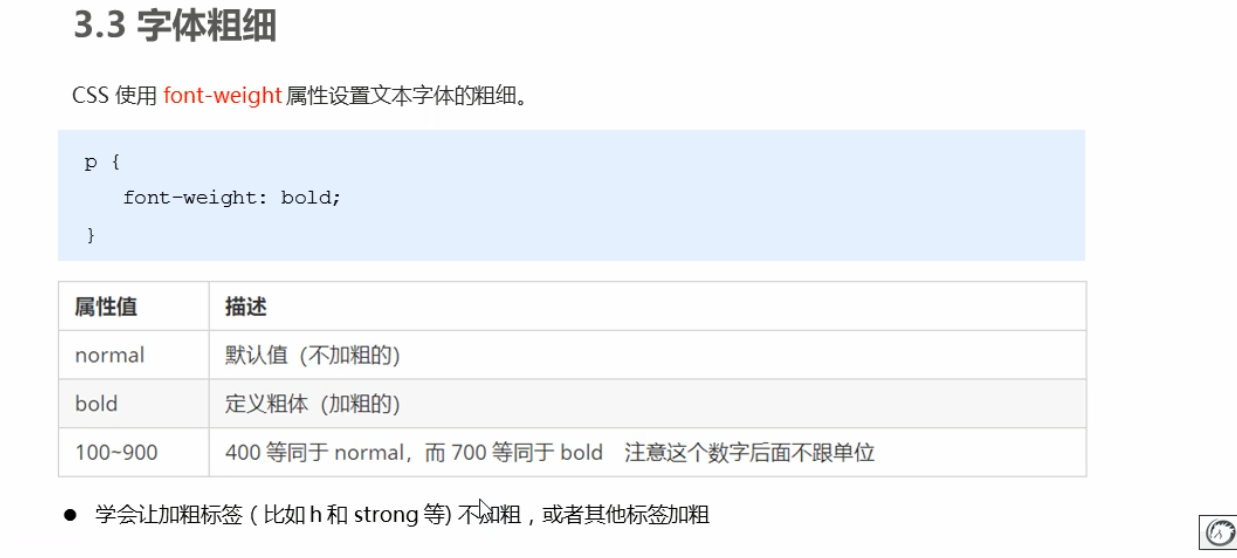 3.3 字体粗细
CSS 使用 font-weight 属性设置文本字体的粗细。
p {
font-weight: bold;
}
属性值 描述
normal 默认值（不加粗的）
bold 定义粗体（加粗的）
100~900 400 等同于 normal，而 700 等同于 bold 注意这个数字后面不跟单位
● 学会让加粗标签（比如 h 和 strong 等) 不加粗，或者其他标签加粗